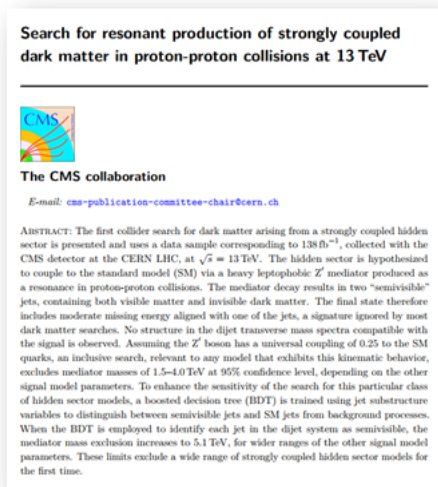 Search for resonant production of strongly coupled
dark matter in proton-proton collisions at 13 TeV
CMS
The CMS collaboration
E-mail: cms-publication-committee-chair@cern.ch
ABSTRACT: The first collider search for dark matter arising from a strongly coupled hidden
sector is presented and uses a data sample corresponding to 138 fb⁻¹, collected with the
CMS detector at the CERN LHC, at √s = 13 TeV. The hidden sector is hypothesized
to couple to the standard model (SM) via a heavy leptophobic Z′ mediator produced as
a resonance in proton-proton collisions. The mediator decay results in two “semivisible”
jets, containing both visible matter and invisible dark matter. The final state therefore
includes moderate missing energy aligned with one of the jets, a signature ignored by most
dark matter searches. No structure in the dijet transverse mass spectra compatible with
the signal is observed. Assuming the Z′ boson has a universal coupling of 0.25 to the SM
quarks, an inclusive search, relevant to any model that exhibits this kinematic behavior,
excludes mediator masses of 1.5–4.0 TeV at 95% confidence level, depending on the other
signal model parameters. To enhance the sensitivity of the search for this particular class
of hidden sector models, a boosted decision tree (BDT) is trained using jet substructure
variables to distinguish between semivisible jets and SM jets from background processes.
When the BDT is employed to identify each jet in the dijet system as semivisible, the
mediator mass exclusion increases to 5.1 TeV, for wider ranges of the other signal model
parameters. These limits exclude a wide range of strongly coupled hidden sector models for
the first time.